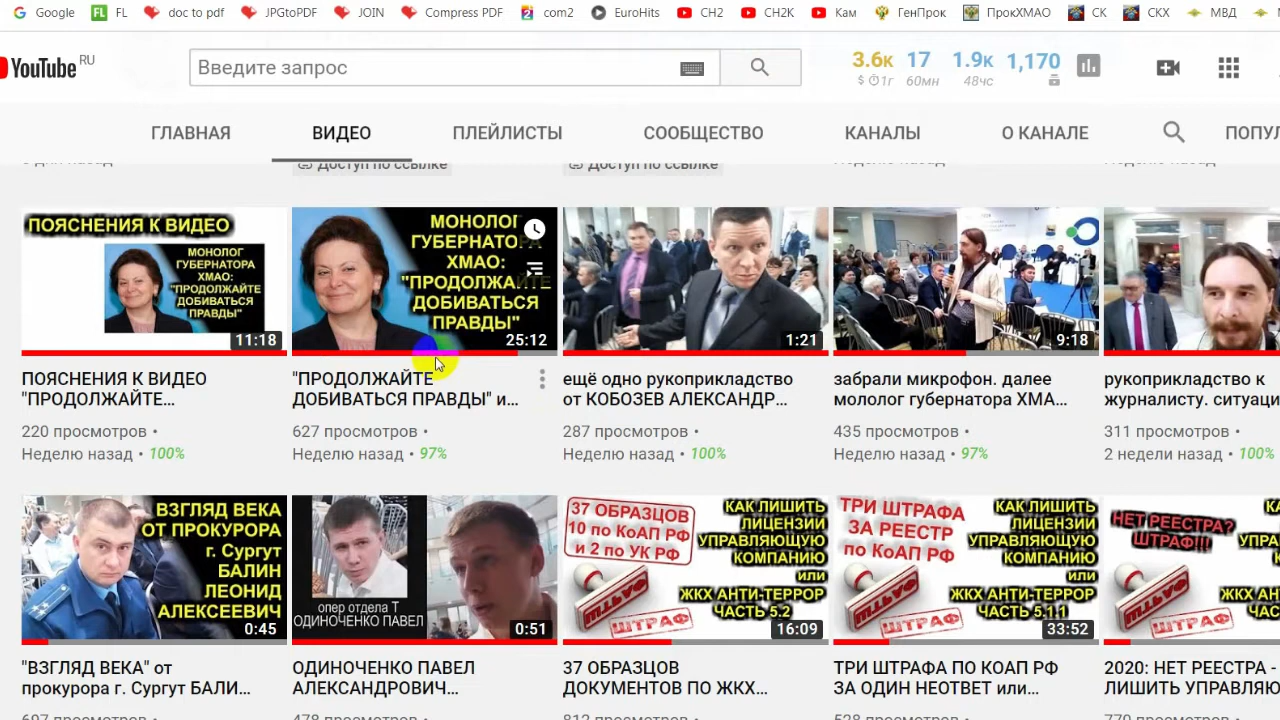 Google FL FL doc to pdf JPGtoPDF JOIN Compress PDF com2 EuroHits СН2 СН2К Кам ГенПрок ПрокХМАО СК СКХ МВД
YouTube RU
Введите запрос
3.6к 17 1.9к 1,170
$ 1г 60мн 48чс
ГЛАВНАЯ ВИДЕО ПЛЕЙЛИСТЫ СООБЩЕСТВО КАНАЛЫ О КАНАЛЕ
Доступ по ссылке Доступ по ссылке
ПОЯСНЕНИЯ К ВИДЕО
МОНОЛОГ
ГУБЕРНАТОРА
ХМАО:
"ПРОДОЛЖАЙТЕ
ДОБИВАТЬСЯ
ПРАВДЫ!"
11:18
МОНОЛОГ
ГУБЕРНАТОРА
ХМАО:
"ПРОДОЛЖАЙТЕ
ДОБИВАТЬСЯ
ПРАВДЫ"
25:12
1:21
9:18
ПОЯСНЕНИЯ К ВИДЕО
"ПРОДОЛЖАЙТЕ...
220 просмотров •
Неделю назад • 100%
"ПРОДОЛЖАЙТЕ
ДОБИВАТЬСЯ ПРАВДЫ" и...
627 просмотров •
Неделю назад • 97%
ещё одно рукоприкладство
от КОБОЗЕВ АЛЕКСАНДР...
287 просмотров •
Неделю назад • 100%
забрали микрофон. далее
мололог губернатора ХМА...
435 просмотров •
Неделю назад • 97%
рукоприкладство к
журналисту. ситуаци
311 просмотров •
2 недели назад • 100%
ВЗГЛЯД ВЕКА
ОТ ПРОКУРОРА
г. Сургут
БАЛИН
ЛЕОНИД
АЛЕКСЕЕВИЧ
0:45
опер отдела Т
ОДИНОЧЕНКО ПАВЕЛ
0:51
37 ОБРАЗЦОВ
10 по КоАП РФ
и 2 по УК РФ
КАК ЛИШИТЬ
ЛИЦЕНЗИИ
УПРАВЛЯЮЩУЮ
КОМПАНИЮ
или
ЖКХ АНТИ-ТЕРРОР
ЧАСТЬ 5.2
ШТРАФ
16:09
ТРИ ШТРАФА
ЗА РЕЕСТР
по КоАП РФ
КАК ЛИШИТЬ
ЛИЦЕНЗИИ
УПРАВЛЯЮЩУЮ
КОМПАНИЮ
или
ЖКХ АНТИ-ТЕРРОР
ЧАСТЬ 5.1.1
ШТРАФ
33:52
НЕТ РЕЕСТРА?
ШТРАФ!!!
ШТРАФ
"ВЗГЛЯД ВЕКА" от
прокурора г. Сургут БАЛИ...
ОДИНОЧЕНКО ПАВЕЛ
АЛЕКСАНДРОВИЧ...
37 ОБРАЗЦОВ
ДОКУМЕНТОВ ПО ЖКХ...
ТРИ ШТРАФА ПО КОАП РФ
ЗА ОДИН НЕОТВЕТ или...
2020: НЕТ РЕЕСТРА -
ЛИШИТЬ УПРАВЛЯЮ